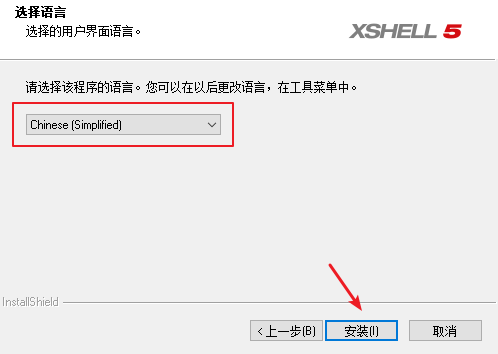 选择语言
选择的用户界面语言。
XSHELL 5
请选择该程序的语言。您可以在以后更改语言，在工具菜单中。
Chinese (Simplified)
InstallShield
<上一步(B)
安装(I)
取消